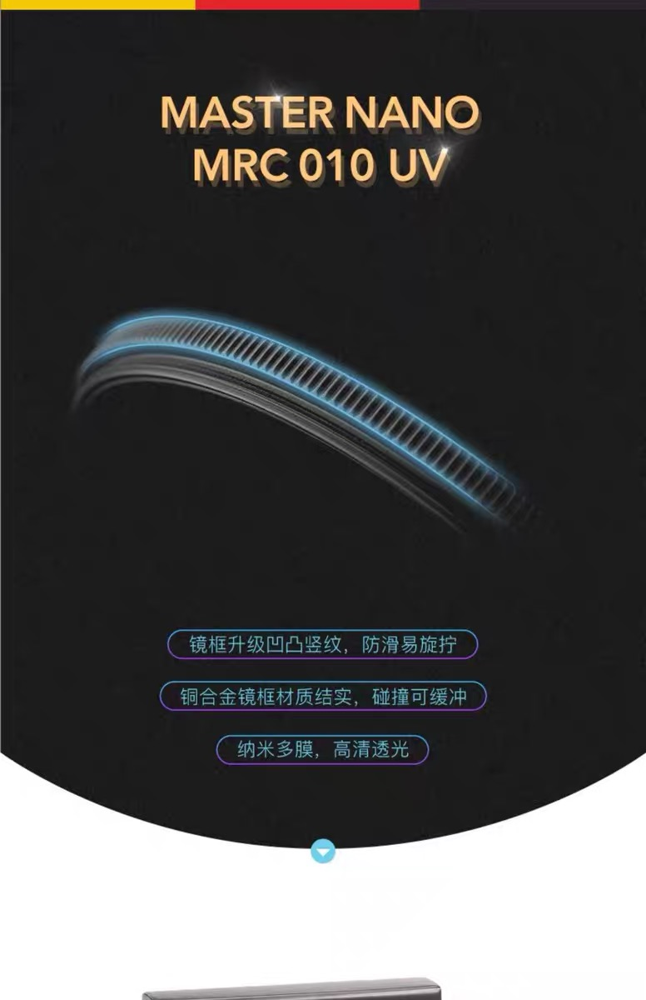 MASTER NANO
MRC 010 UV
镜框升级凹凸竖纹，防滑易旋拧
铜合金镜框材质结实，碰撞可缓冲
纳米多膜，高清透光